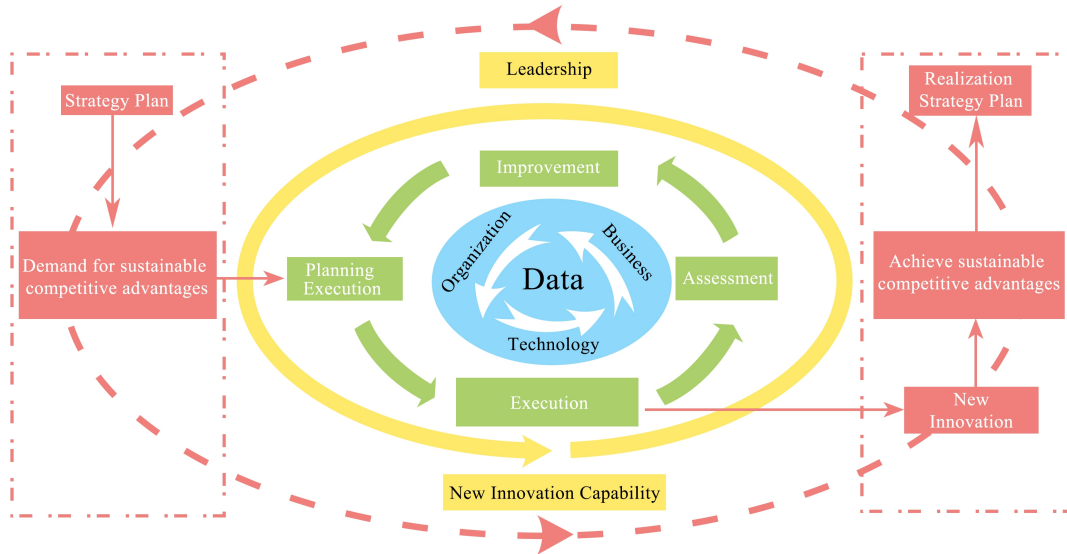 Leadership
Strategy Plan
Realization
Strategy Plan
Improvement
Organization
Business
Demand for sustainable
competitive advantages
Planning
Execution
Data
Assessment
Achieve sustainable
competitive advantages
Technology
Execution
New
Innovation
New Innovation Capability